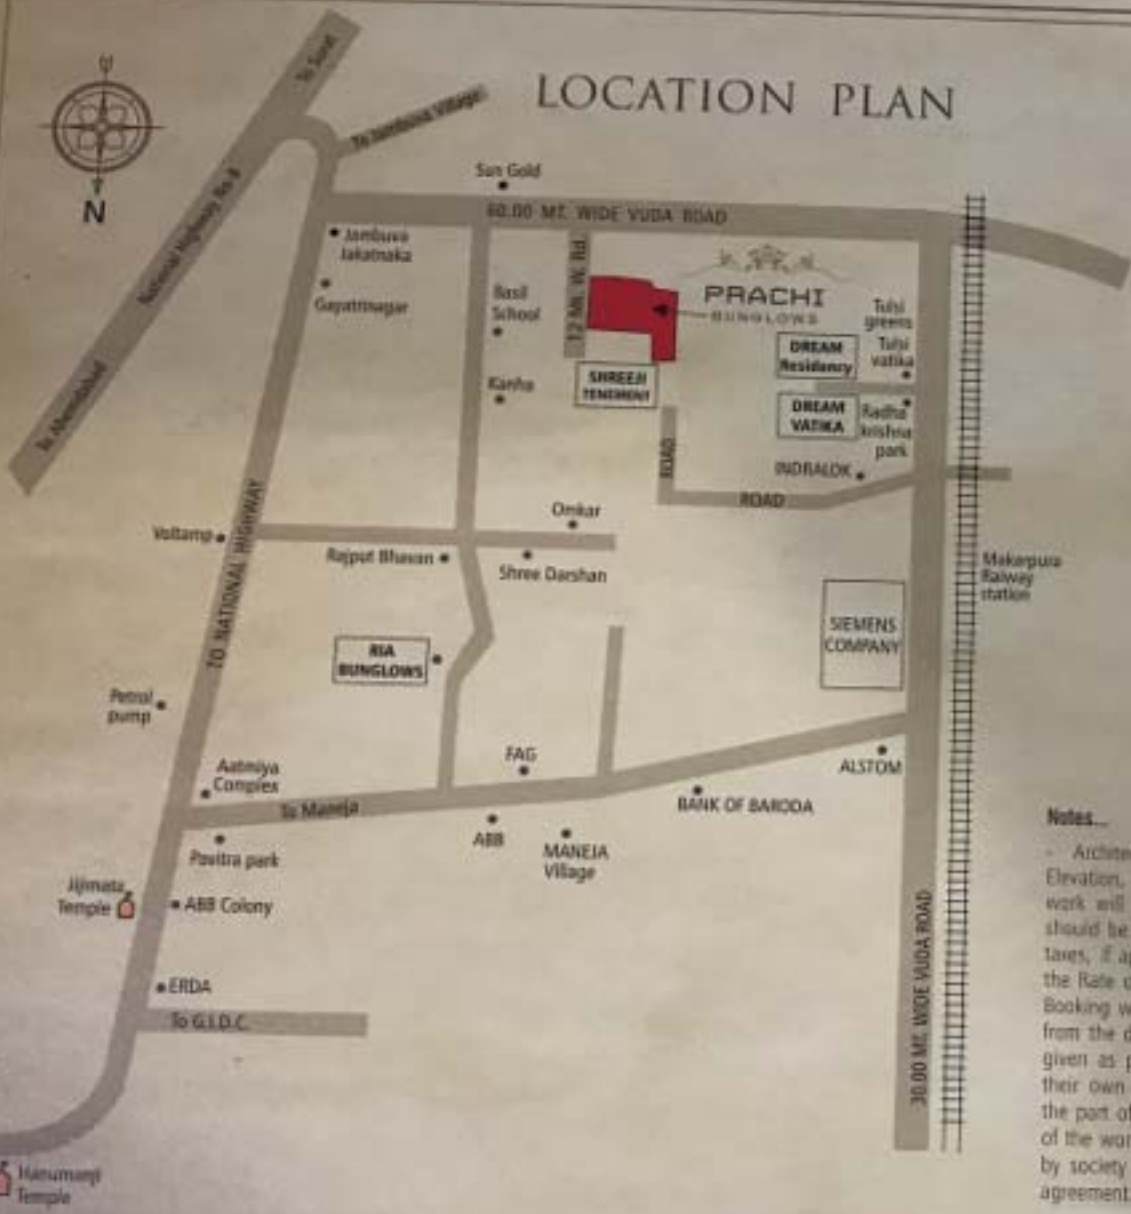 LOCATION PLAN
To Surat
To Jambuva Village
N
National Highway No 8
To Ahemdabad
Sun Gold
60.00 MT. WIDE VUDA ROAD
Jambuva
Jakatnaka
Gayatrinagar
Basil
School
12 Mt. W. Rd.
PRACHI
BUNGLOWS
Tulsi
greens
DREAM
Residency
Tulsi
vatika
SHREEJI
TENEMENT
Kanha
DREAM
VATIKA
Radha
krishna
park
ROAD
INDRALOK
ROAD
TO NATIONAL HIGHWAY
Voltamp
Omkar
Rajput Bhavan
Shree Darshan
Makarpura
Raiway
station
SIEMENS
COMPANY
RIA
BUNGLOWS
Petrol
pump
Aatmiya
Complex
FAG
ALSTOM
To Maneja
BANK OF BARODA
Pavitra park
ABB
MANEJA
Village
Jijimata
Temple
ABB Colony
ERDA
To G.I.D.C.
30.00 Mt. WIDE VUDA ROAD
Hanumanji
Temple
Notes...
- Archite
Elevation,
work will
should be
taxes, if a
the Rate o
Booking w
from the d
given as p
their own
the part of
of the wor
by society
agreement